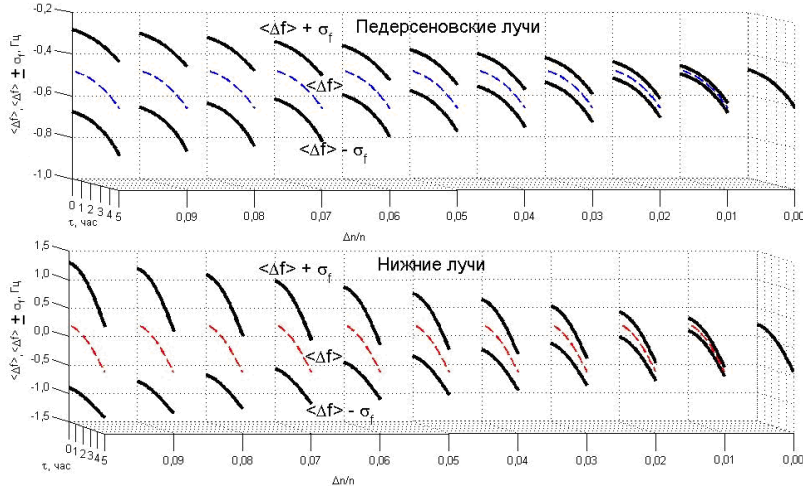 -0,2
<Δf> + σf
Педерсеновские лучи
-0,4
<Δf>, <Δf> ± σf, Гц
<Δf>
-0,6
-0,8
<Δf> - σf
-1,0
0 1 2 3 4 5
τ, час
0,09 0,08 0,07 0,06 0,05 0,04 0,03 0,02 0,01 0,00
Δn/n
1,5
<Δf> + σf
Нижние лучи
1,0
0,5
<Δf>, <Δf> ± σf, Гц
0,0
<Δf>
-0,5
-1,0
<Δf> - σf
-1,5
0 1 2 3 4 5
τ, час
0,09 0,08 0,07 0,06 0,05 0,04 0,03 0,02 0,01 0,00
Δn/n